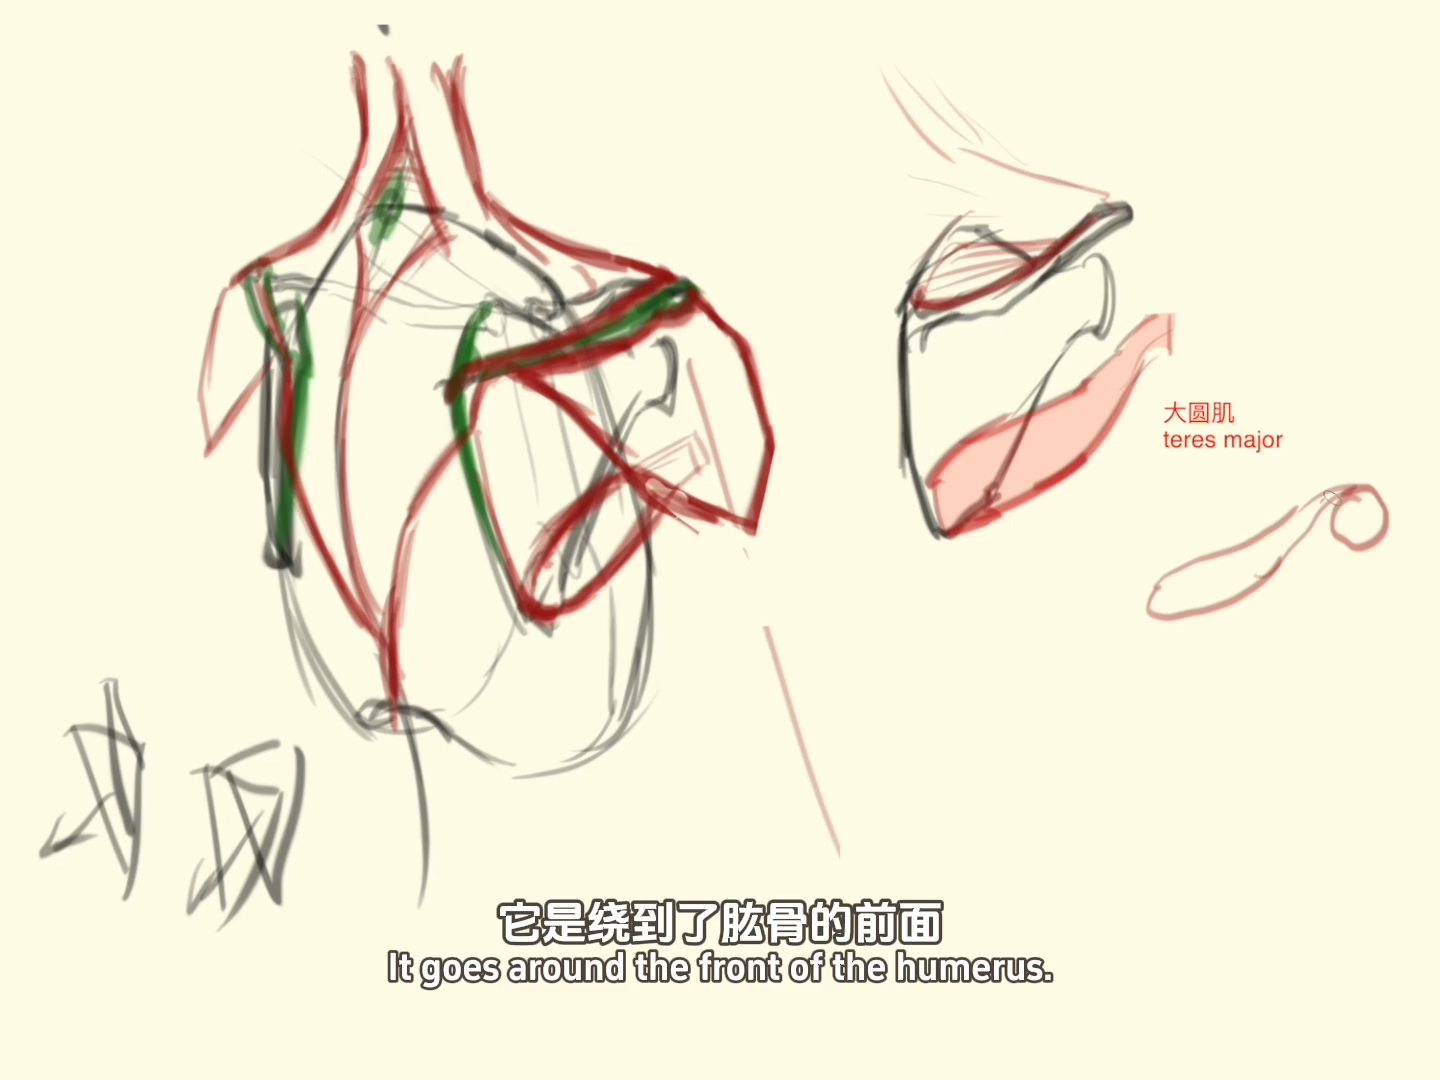 大圆肌
teres major
它是绕到了肱骨的前面
It goes around the front of the humerus.